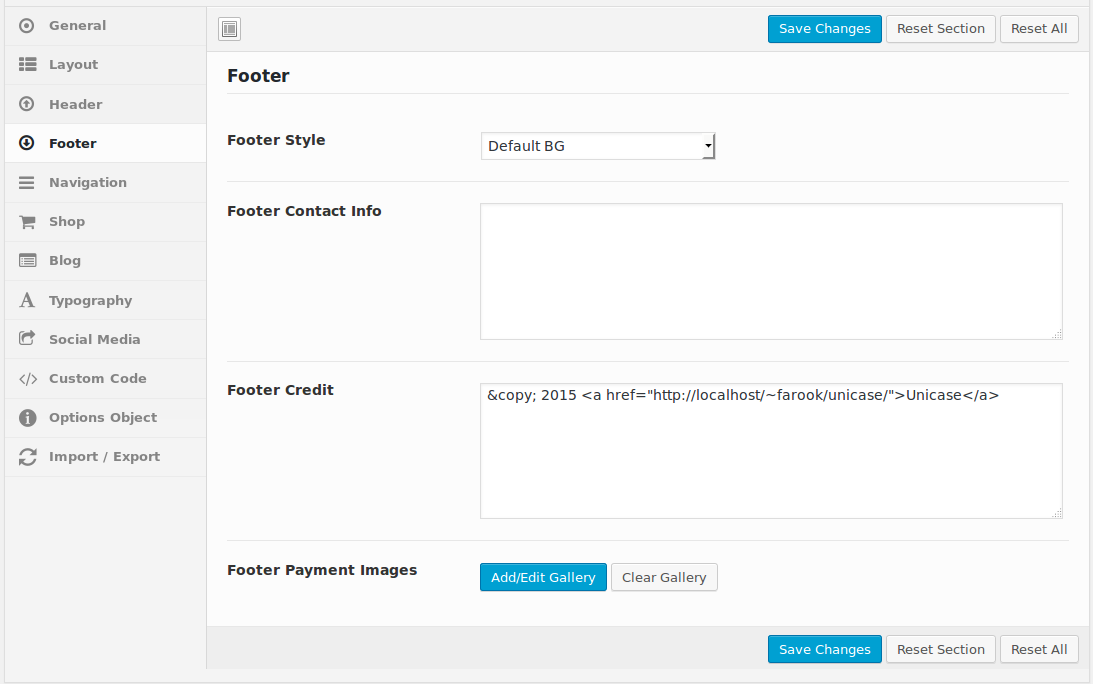 General
Layout
Header
Footer
Navigation
Shop
Blog
Typography
Social Media
Custom Code
Options Object
Import / Export
Save Changes Reset Section Reset All
Footer
Footer Style Default BG
Footer Contact Info
Footer Credit &copy; 2015 <a href="http://localhost/~farook/unicase/">Unicase</a>
Footer Payment Images Add/Edit Gallery Clear Gallery
Save Changes Reset Section Reset All